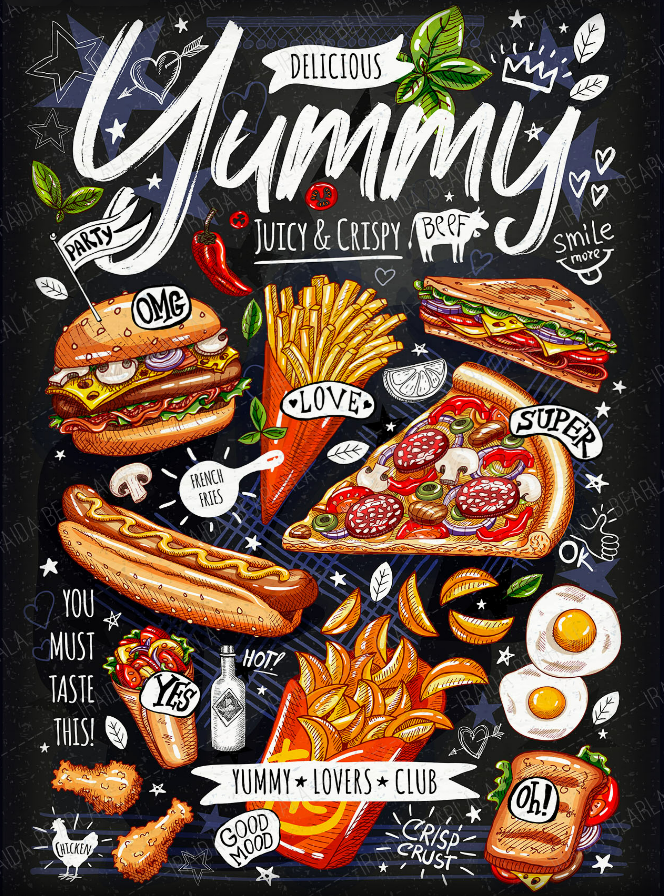 DELICIOUS
Yummy
JUICY & CRISPY
BEEF
PARTY
SMiLE
more
OMG
LOVE
SUPER
FRENCH
FRIES
OK
YOU
MUST
TASTE
THIS!
YES
HOT!
YUMMY ★ LOVERS ★ CLUB
Oh!
GOOD
MOOD
CRISP
CRUST
CHICKEN